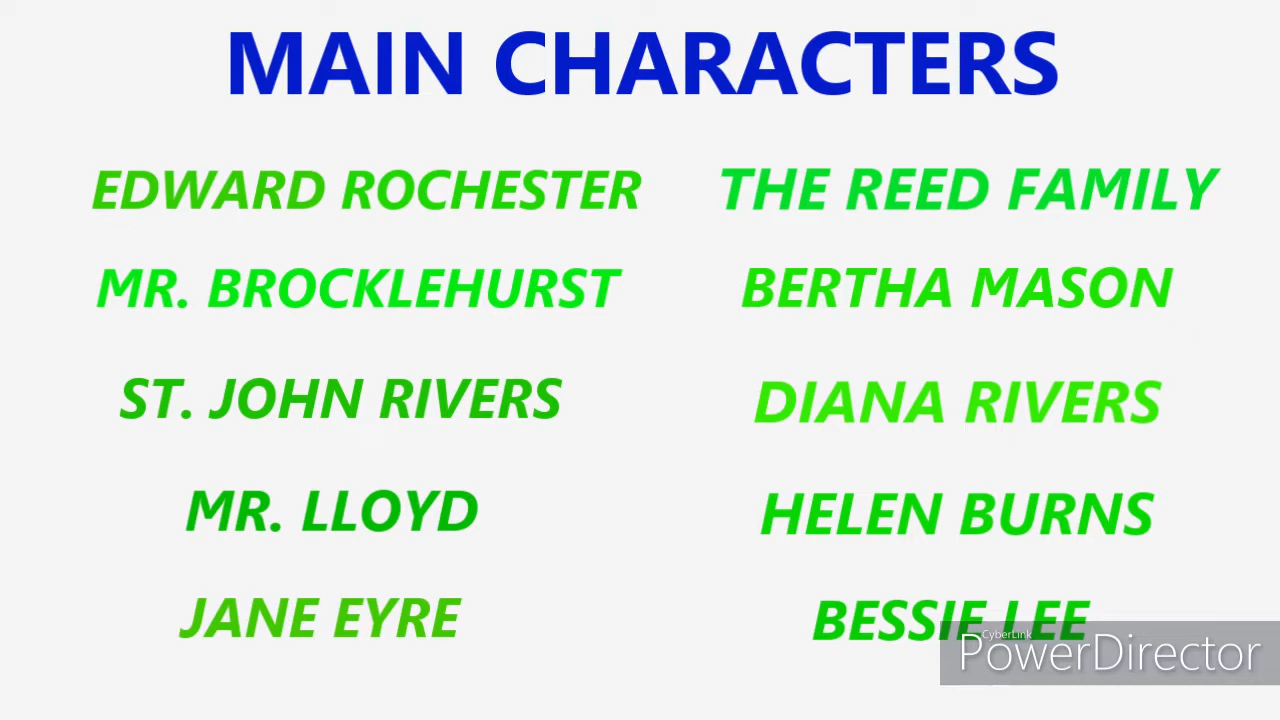 MAIN CHARACTERS
EDWARD ROCHESTER
THE REED FAMILY
MR. BROCKLEHURST
BERTHA MASON
ST. JOHN RIVERS
DIANA RIVERS
MR. LLOYD
HELEN BURNS
JANE EYRE
BESSIE LEE
CyberLink
PowerDirector